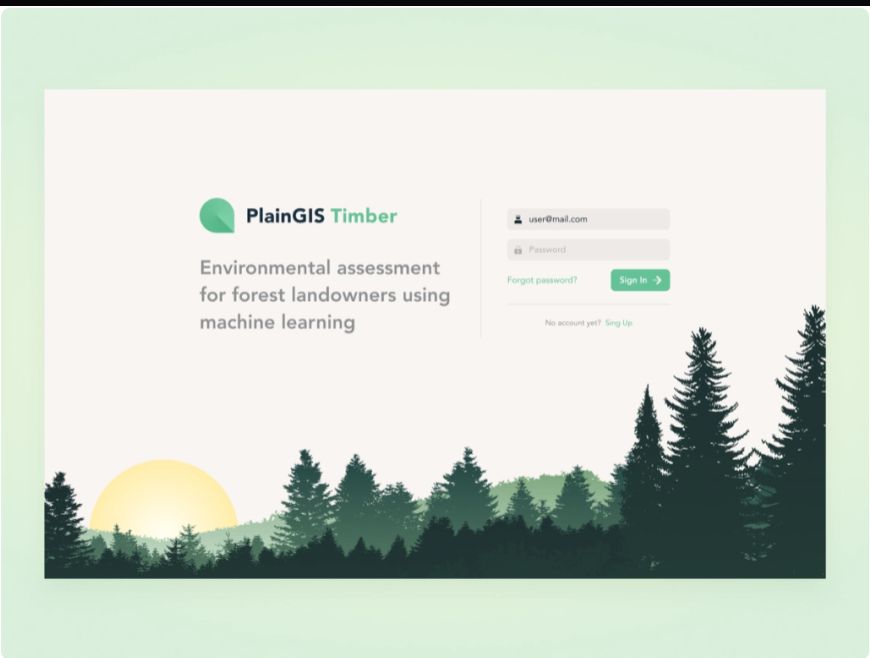 PlainGIS Timber
Environmental assessment
for forest landowners using
machine learning
user@mail.com
Password
Forgot password?
Sign In
No account yet? Sing Up